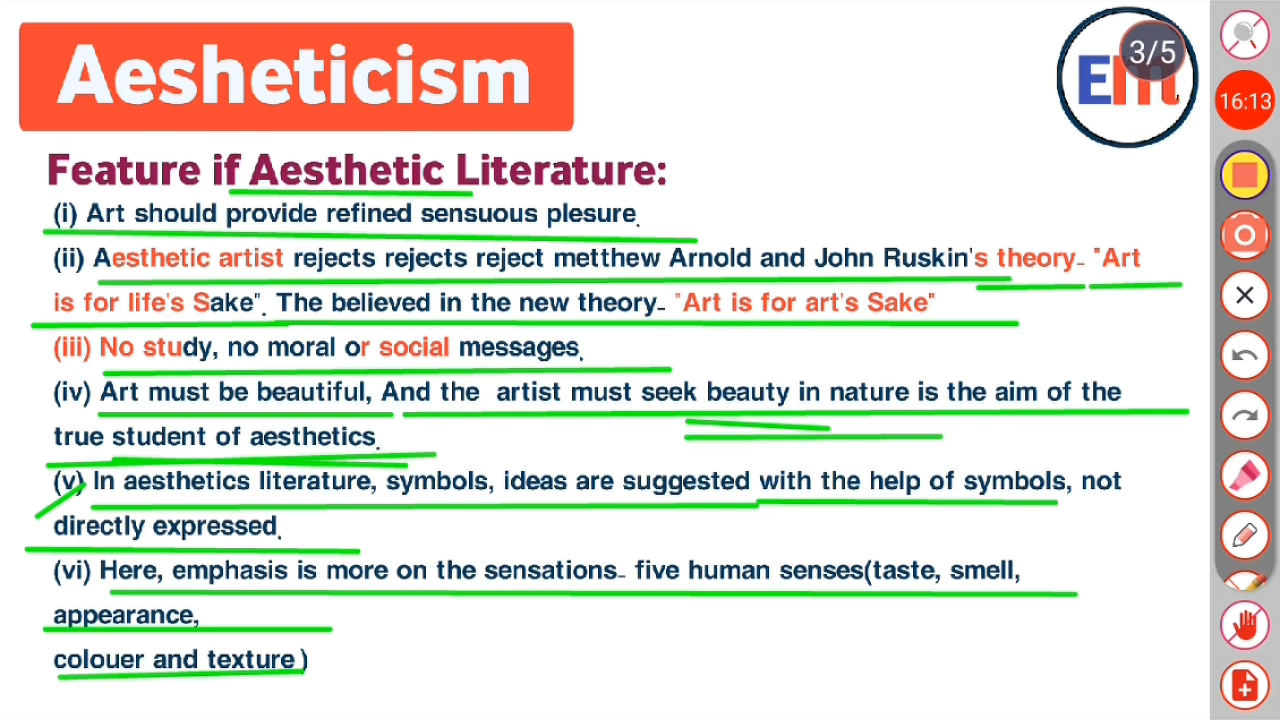 Aesheticism
3/5
Em
16:13
Feature if Aesthetic Literature:
(i) Art should provide refined sensuous plesure.
(ii) Aesthetic artist rejects rejects reject metthew Arnold and John Ruskin's theory- "Art
is for life's Sake". The believed in the new theory- "Art is for art's Sake"
(iii) No study, no moral or social messages.
(iv) Art must be beautiful, And the artist must seek beauty in nature is the aim of the
true student of aesthetics.
(v) In aesthetics literature, symbols, ideas are suggested with the help of symbols, not
directly expressed.
(vi) Here, emphasis is more on the sensations- five human senses(taste, smell,
appearance,
colouer and texture)